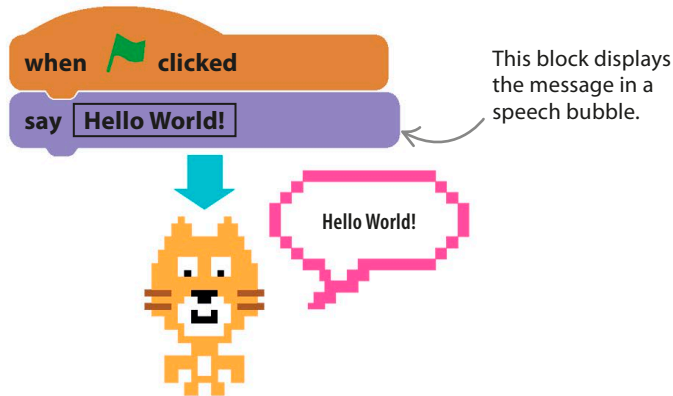 when clicked
say Hello World!
This block displays
the message in a
speech bubble.
Hello World!